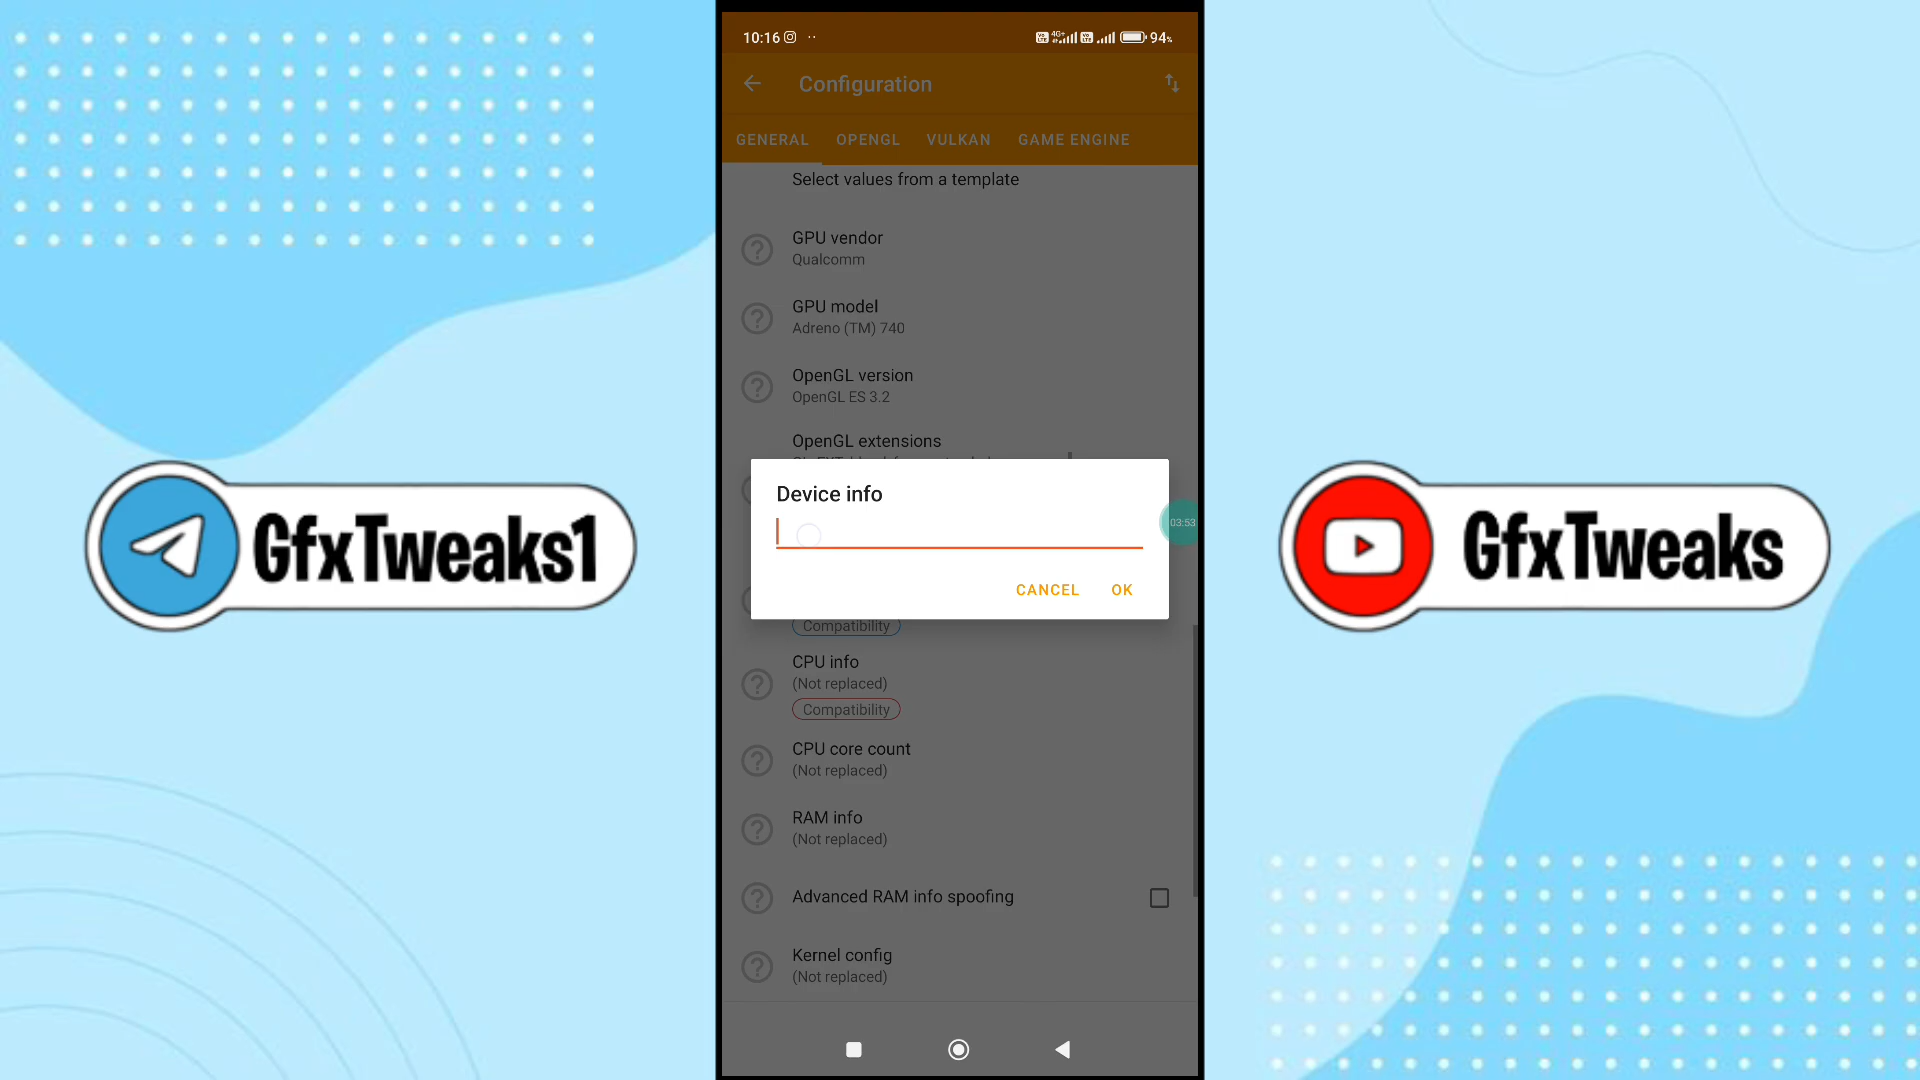 10:16
4G+
94%
Configuration
GENERAL OPENGL VULKAN GAME ENGINE
Select values from a template
GPU vendor
Qualcomm
GPU model
Adreno (TM) 740
OpenGL version
OpenGL ES 3.2
OpenGL extensions
Device info
03:53
CANCEL OK
Compatibility
CPU info
(Not replaced)
Compatibility
CPU core count
(Not replaced)
RAM info
(Not replaced)
Advanced RAM info spoofing
Kernel config
(Not replaced)
GfxTweaks1
GfxTweaks